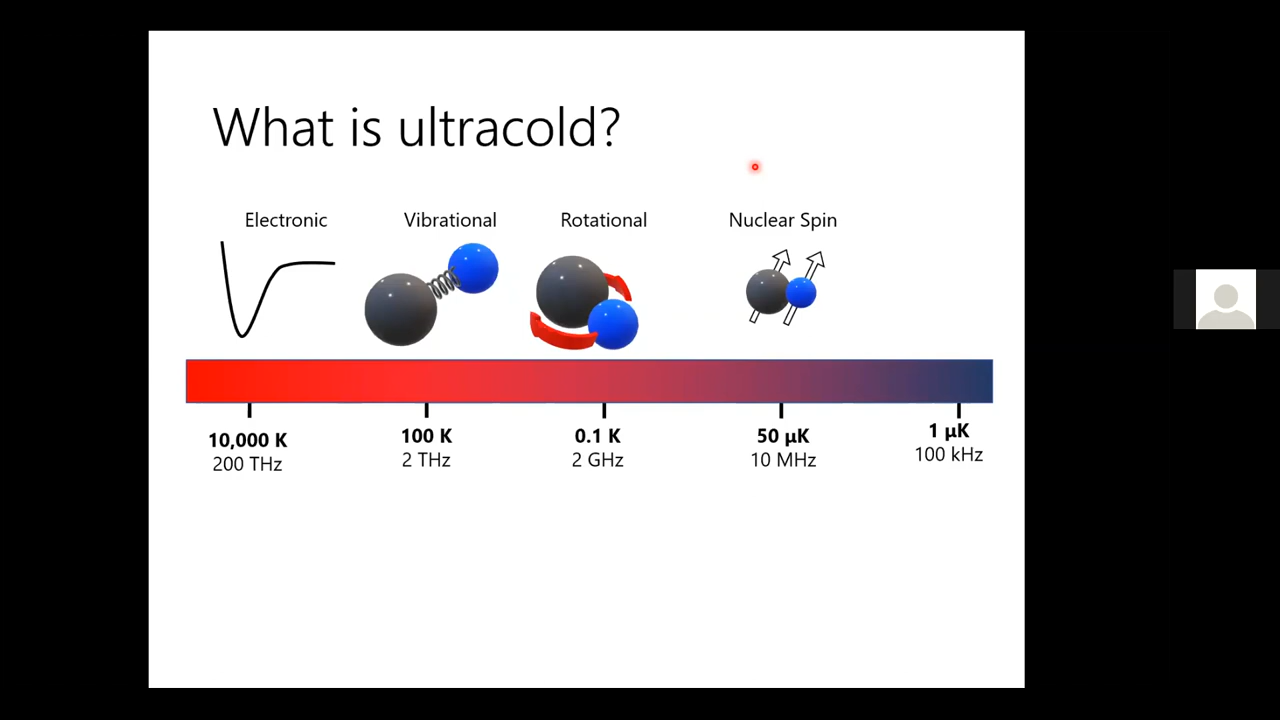 What is ultracold?
Electronic
Vibrational
Rotational
Nuclear Spin
10,000 K
200 THz
100 K
2 THz
0.1 K
2 GHz
50 µK
10 MHz
1 µK
100 kHz